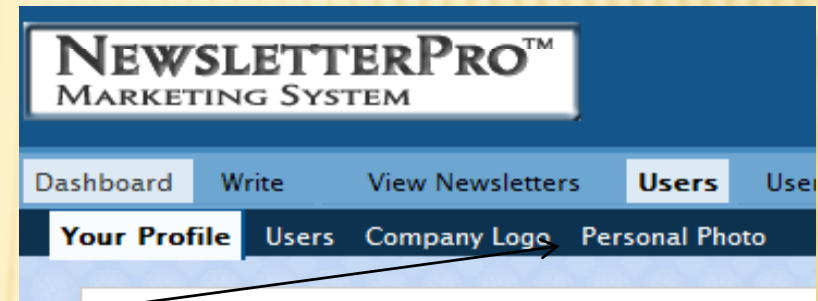 NEWSLETTERPRO™
MARKETING SYSTEM
Dashboard Write View Newsletters Users
Your Profile Users Company Logo Personal Photo